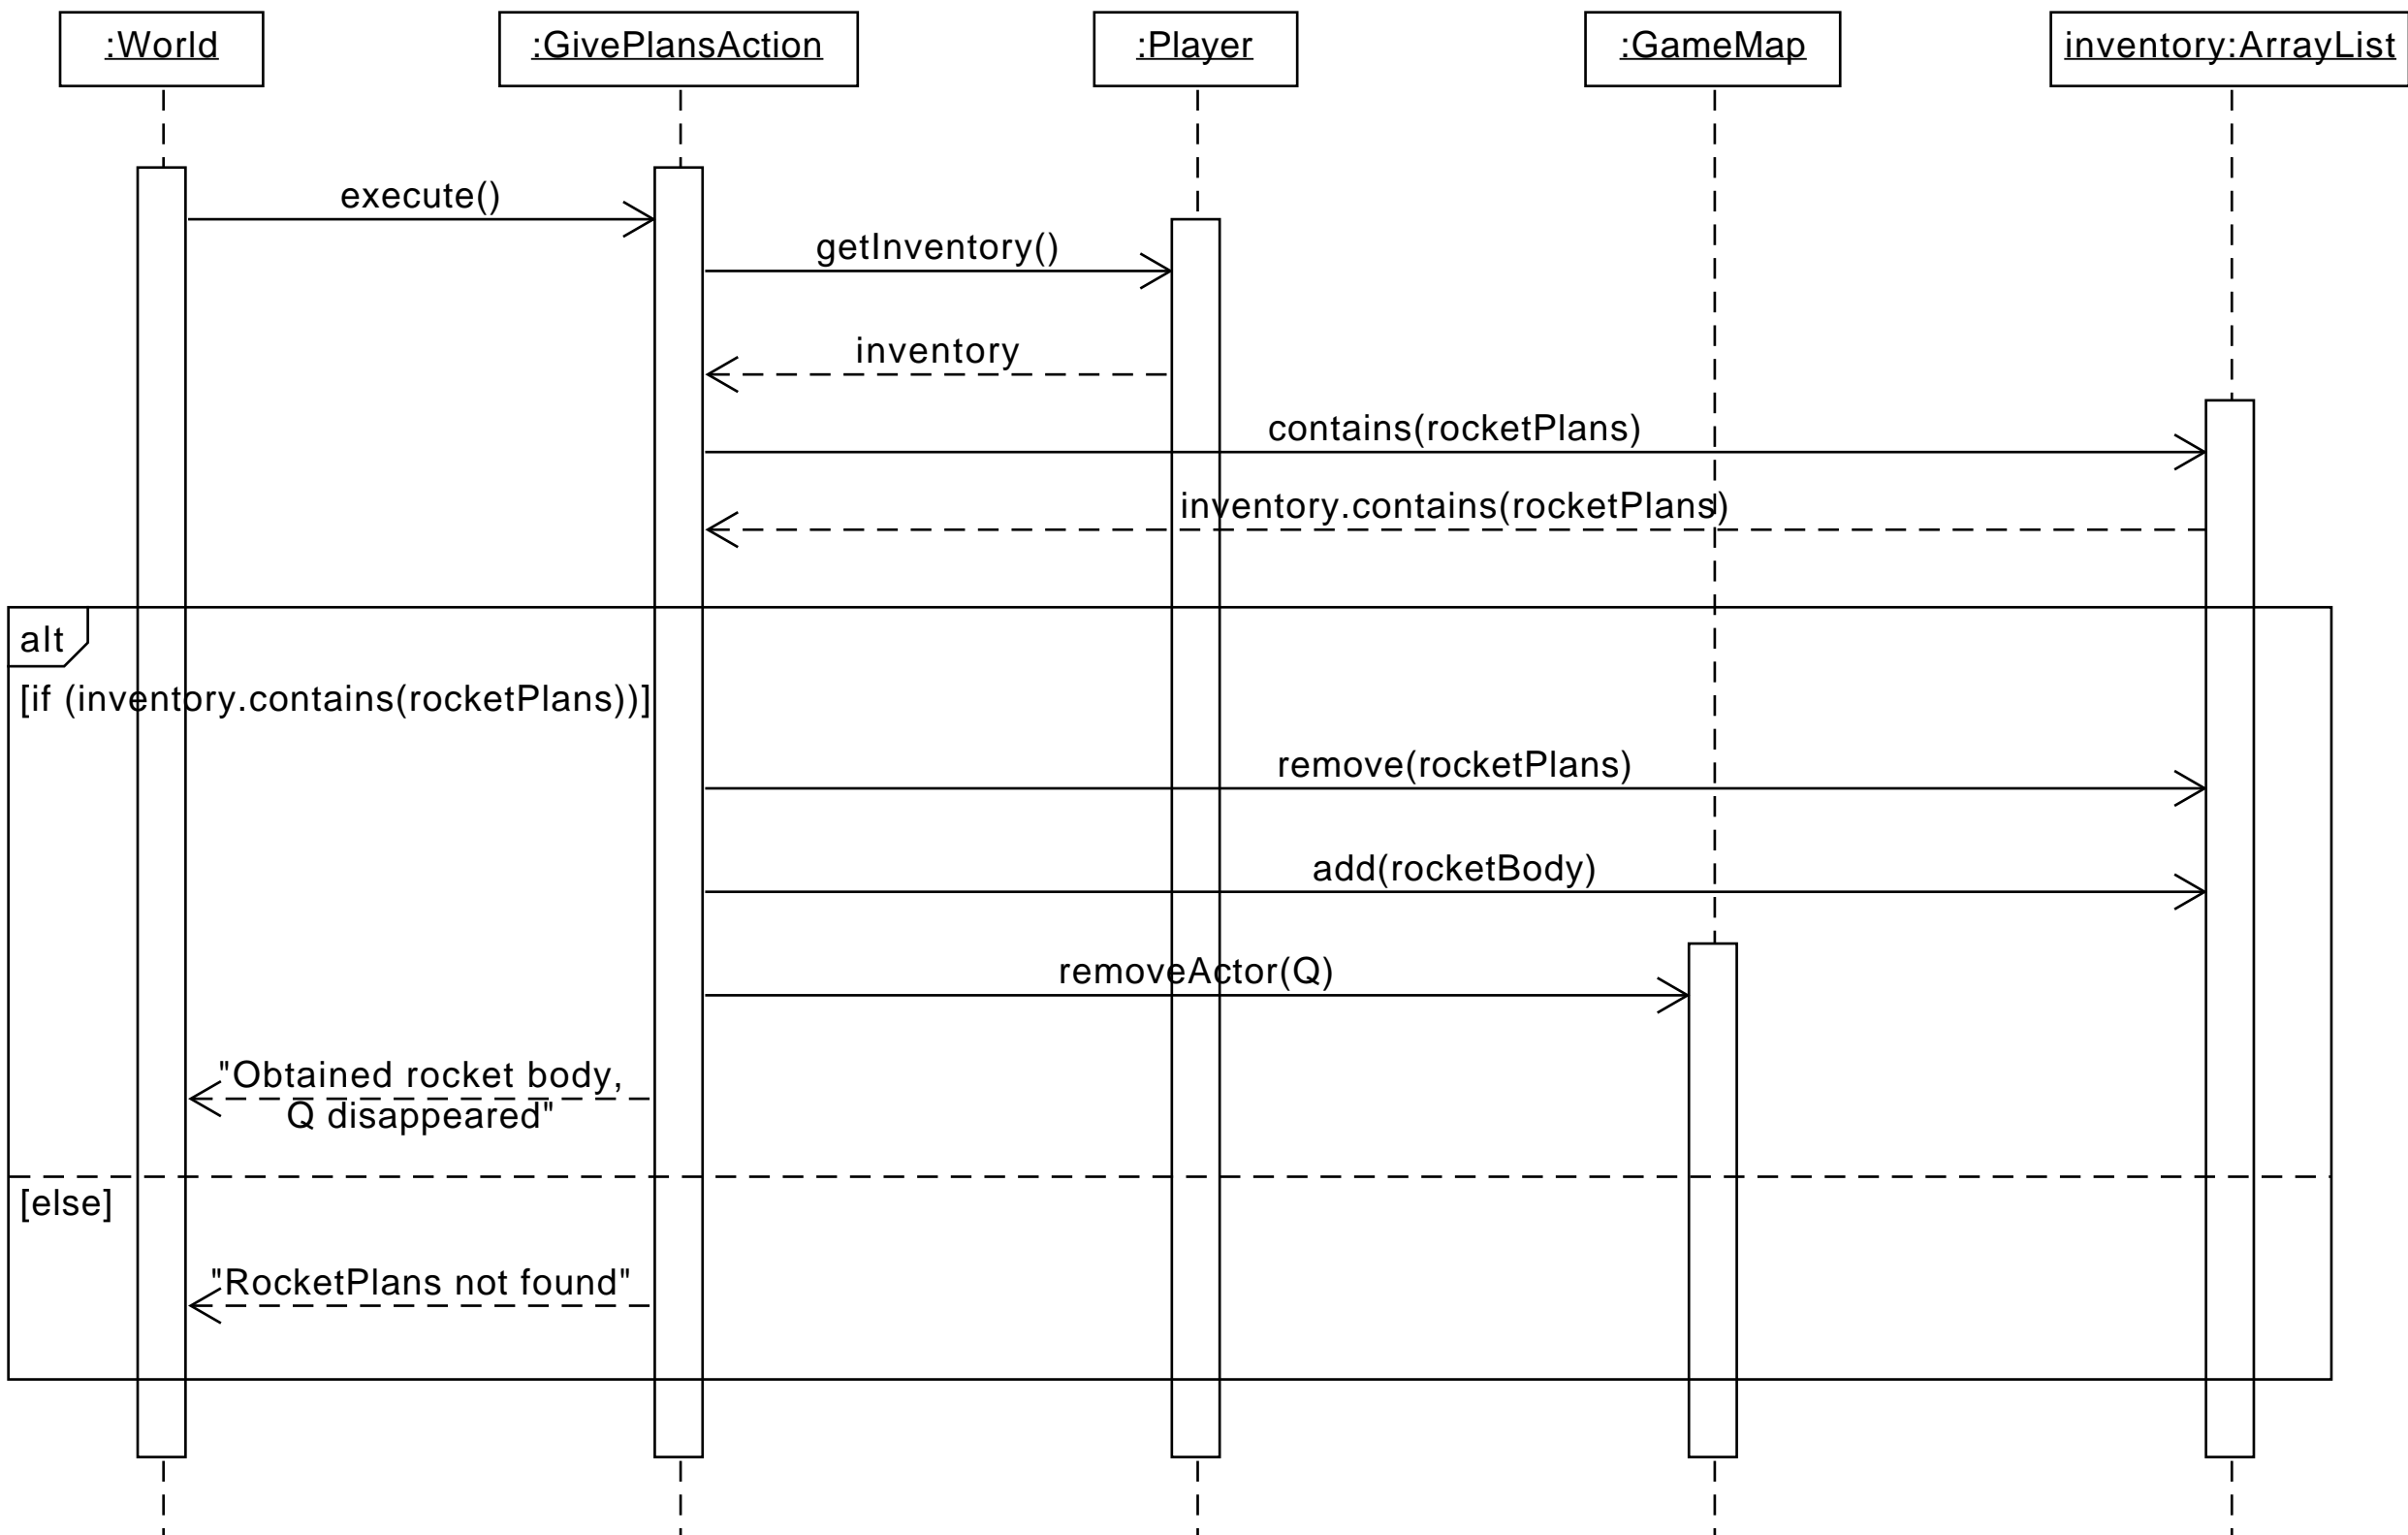 :World
:GivePlansAction
:Player
:GameMap
inventory:ArrayList
execute()
getInventory()
inventory
contains(rocketPlans)
inventory.contains(rocketPlans)
alt
[if (inventory.contains(rocketPlans))]
remove(rocketPlans)
add(rocketBody)
removeActor(Q)
"Obtained rocket body,
Q disappeared"
[else]
"RocketPlans not found"